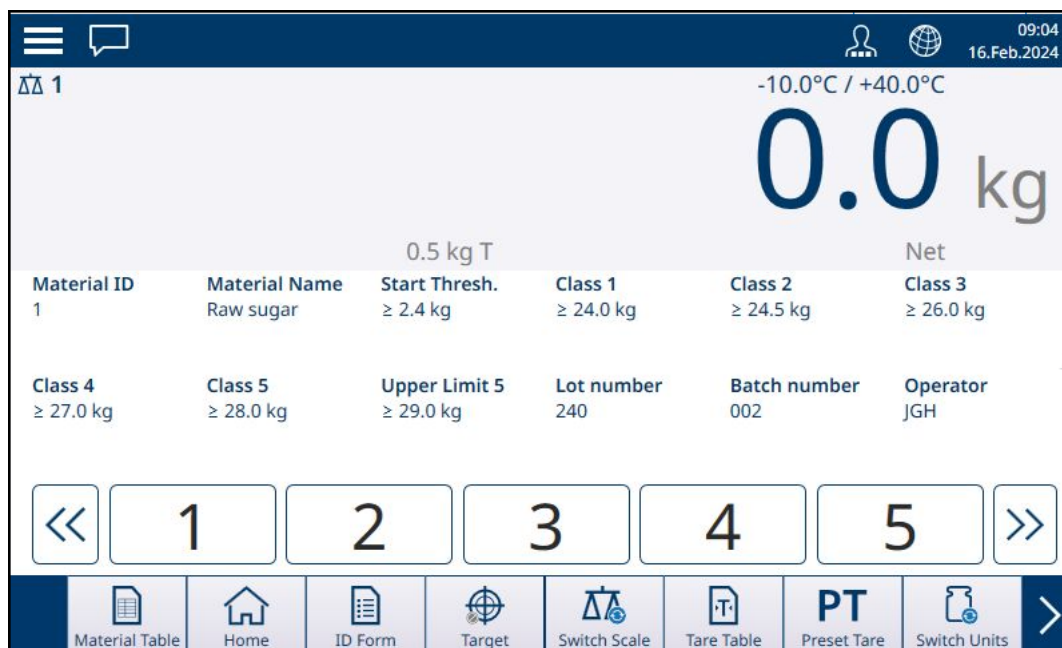 09:04
16.Feb.2024
1
-10.0°C / +40.0°C
0.0 kg
0.5 kg T Net
Material ID Material Name Start Thresh. Class 1 Class 2 Class 3
1 Raw sugar ≥ 2.4 kg ≥ 24.0 kg ≥ 24.5 kg ≥ 26.0 kg
Class 4 Class 5 Upper Limit 5 Lot number Batch number Operator
≥ 27.0 kg ≥ 28.0 kg ≥ 29.0 kg 240 002 JGH
1 2 3 4 5
T PT
Material Table Home ID Form Target Switch Scale Tare Table Preset Tare Switch Units